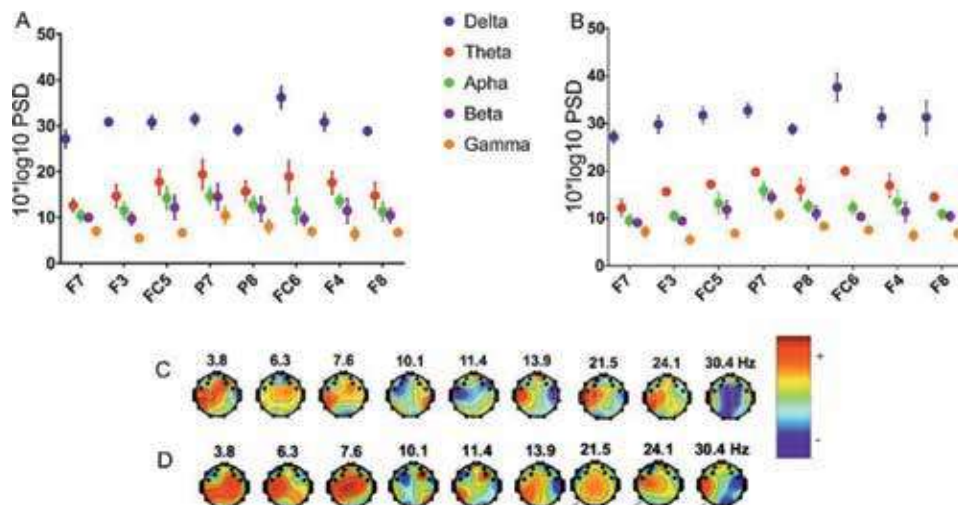 A
50
40
30
20
10
0
10*log10 PSD
F7 F3 FC5 P7 P8 FC6 F4 F8
Delta
Theta
Apha
Beta
Gamma
B
50
40
30
20
10
0
10*log10 PSD
F7 F3 FC5 P7 P8 FC6 F4 F8
C
3.8 6.3 7.6 10.1 11.4 13.9 21.5 24.1 30.4 Hz
+
-
D
3.8 6.3 7.6 10.1 11.4 13.9 21.5 24.1 30.4 Hz